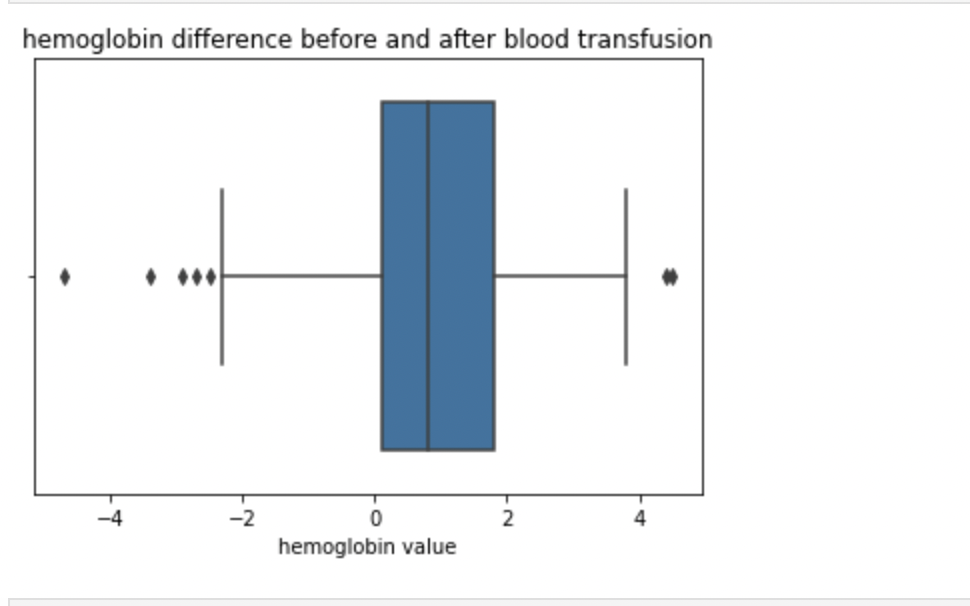 hemoglobin difference before and after blood transfusion
−4 −2 0 2 4
hemoglobin value